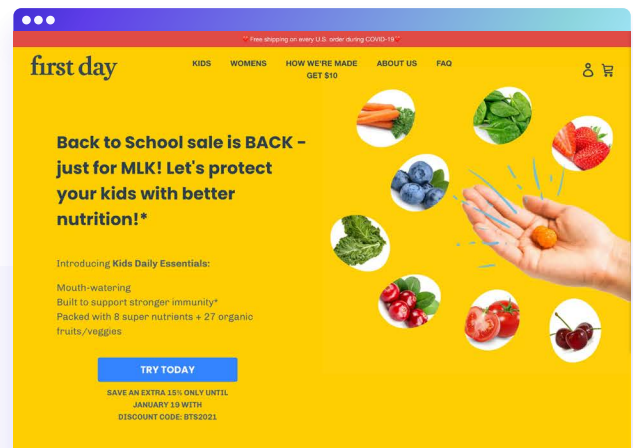 Free shipping on every U.S. order during COVID-19
first day
KIDS
WOMENS
HOW WE'RE MADE
GET $10
ABOUT US
FAQ
Back to School sale is BACK –
just for MLK! Let's protect
your kids with better
nutrition!*
Introducing Kids Daily Essentials:
Mouth-watering
Built to support stronger immunity*
Packed with 8 super nutrients + 27 organic
fruits/veggies
TRY TODAY
SAVE AN EXTRA 15% ONLY UNTIL
JANUARY 19 WITH
DISCOUNT CODE: BTS2021